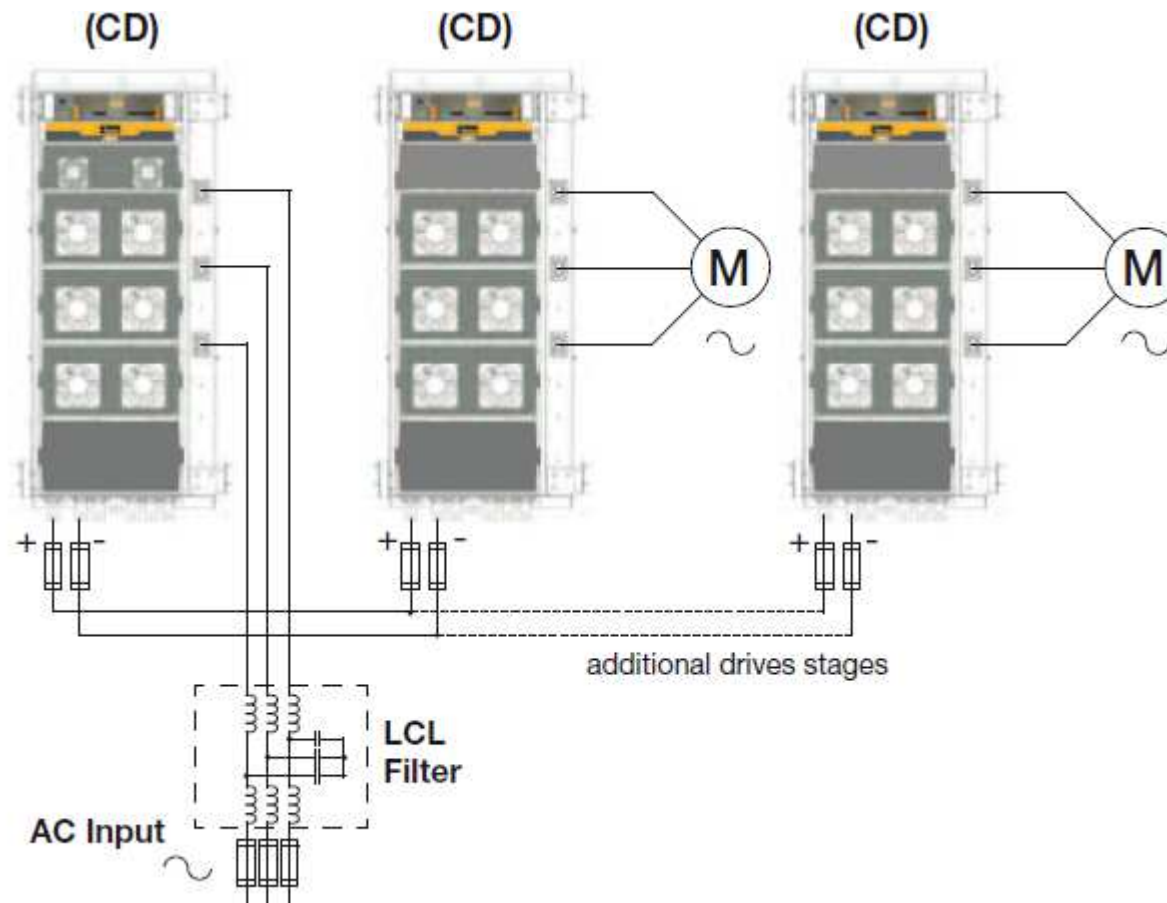 (CD) (CD) (CD)
M M
+ - + - + -
additional drives stages
LCL
Filter
AC Input